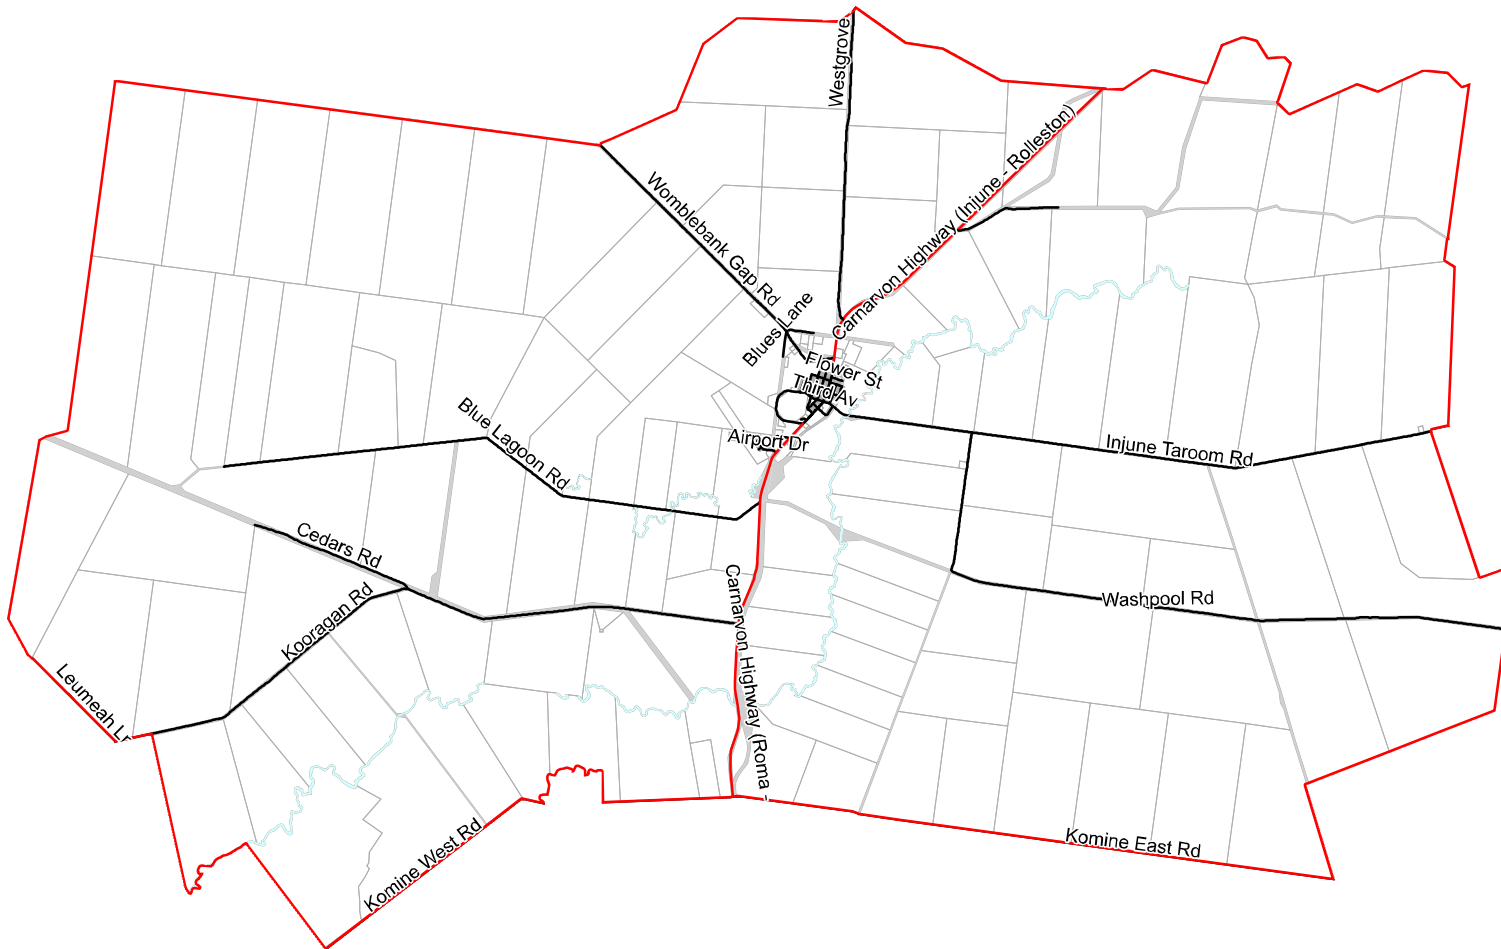 Westgrove
Carnarvon Highway (Injune - Rolleston)
Womblebank Gap Rd
Blues Lane
Flower St
Third Av
Airport Dr
Blue Lagoon Rd
Injune Taroom Rd
Cedars Rd
Kooragan Rd
Washpool Rd
Carnarvon Highway (Roma -
Leumeah Lr
Komine West Rd
Komine East Rd